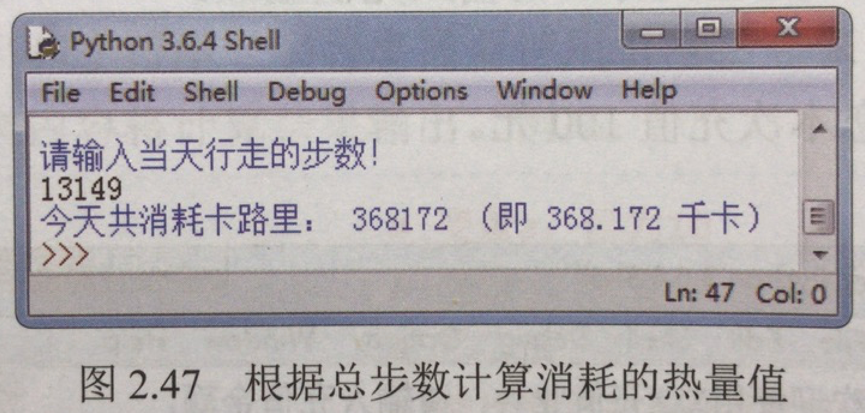 Python 3.6.4 Shell
File Edit Shell Debug Options Window Help
请输入当天行走的步数!
13149
今天共消耗卡路里: 368172 (即 368.172 千卡)
>>>
Ln: 47 Col: 0
图 2.47 根据总步数计算消耗的热量值